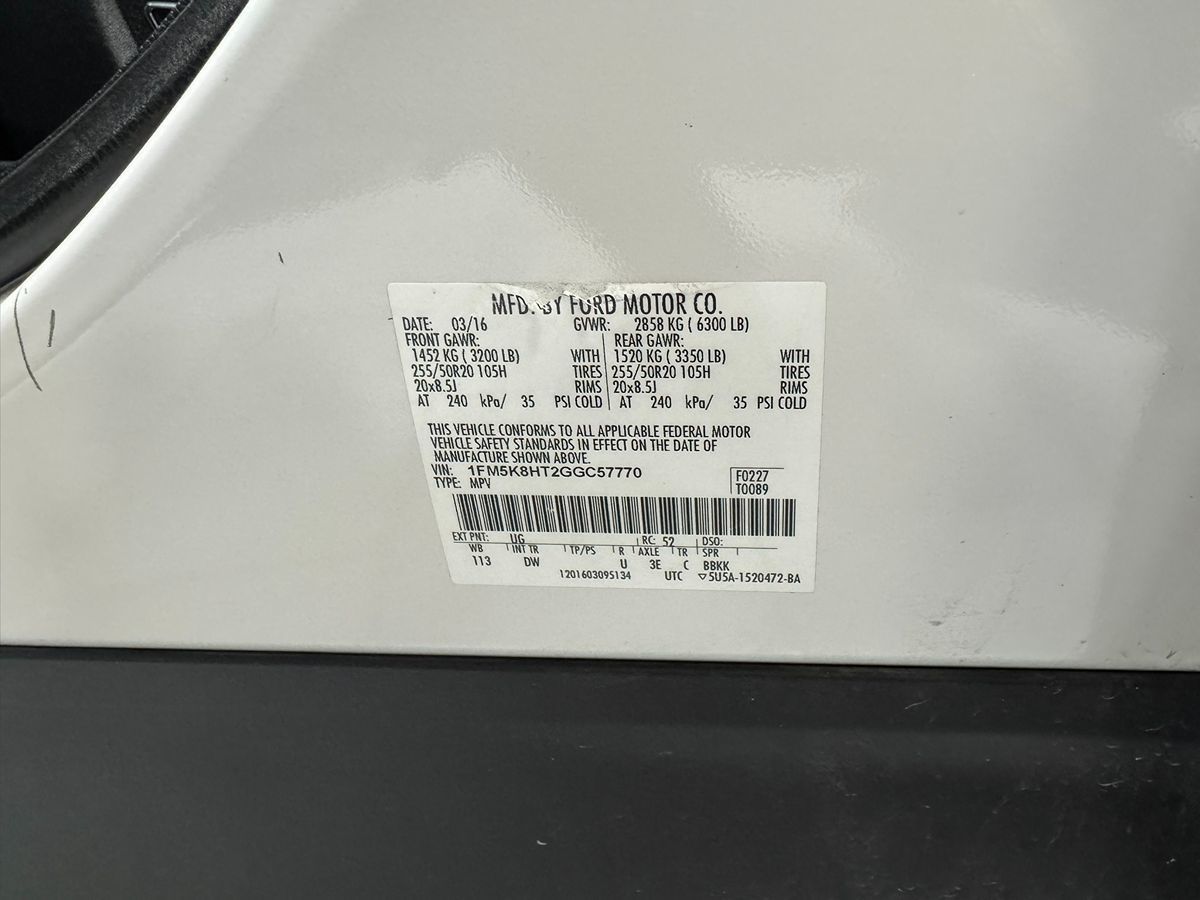 MFD. BY FORD MOTOR CO.
DATE: 03/16 GVWR: 2858 KG ( 6300 LB)
FRONT GAWR: REAR GAWR:
1452 KG ( 3200 LB) WITH 1520 KG ( 3350 LB) WITH
255/50R20 105H TIRES 255/50R20 105H TIRES
20x8.5J RIMS 20x8.5J RIMS
AT 240 kPa/ 35 PSI COLD AT 240 kPa/ 35 PSI COLD
THIS VEHICLE CONFORMS TO ALL APPLICABLE FEDERAL MOTOR
VEHICLE SAFETY STANDARDS IN EFFECT ON THE DATE OF
MANUFACTURE SHOWN ABOVE.
VIN: 1FM5K8HT2GGC57770 F0227
TYPE: MPV T0089
EXT PNT: UG RC: 52 DSO:
WB INT TR TP/PS R AXLE TR SPR
113 DW U 3E C BBKK
1201603095134 UTC ▽5U5A-1520472-BA